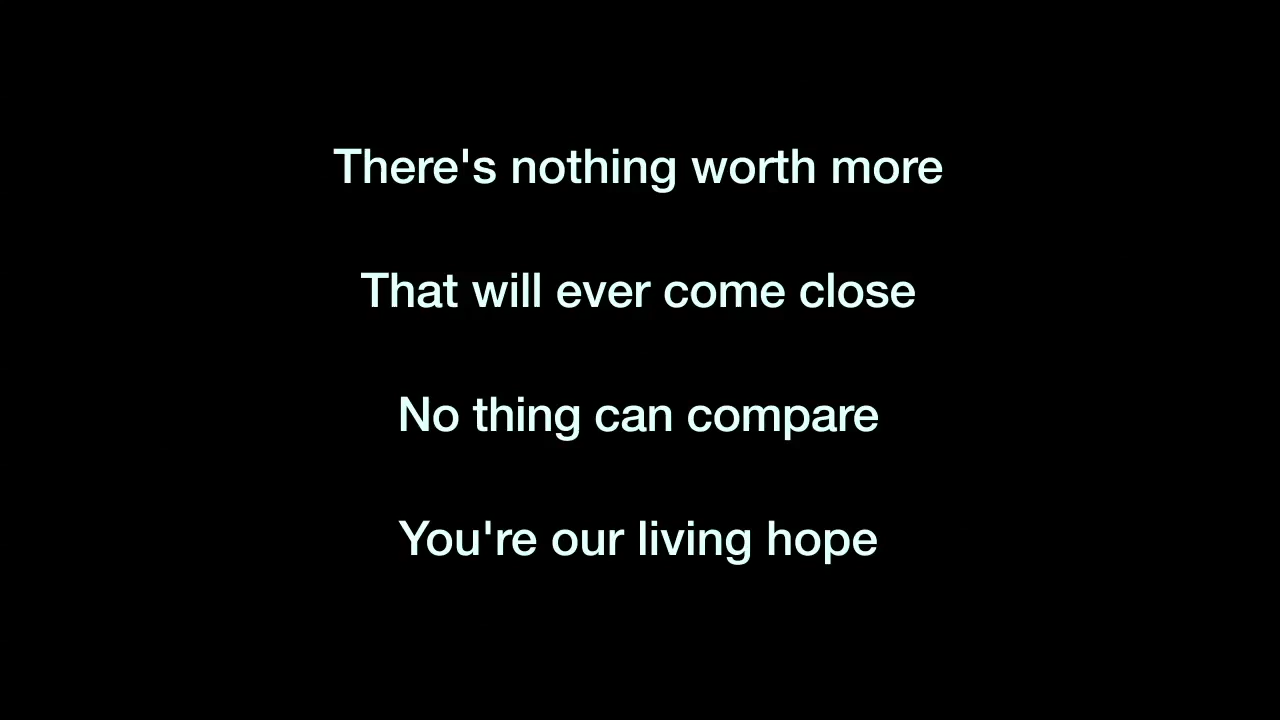 There's nothing worth more
That will ever come close
No thing can compare
You're our living hope